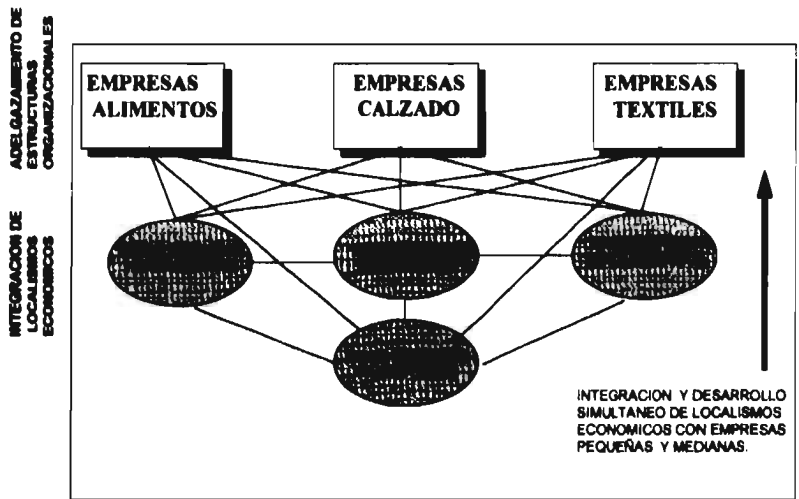 ADELGAZAMIENTO DE
ESTRUCTURAS
ORGANIZACIONALES
EMPRESAS
ALIMENTOS
EMPRESAS
CALZADO
EMPRESAS
TEXTILES
INTEGRACION DE
LOCALISMOS
ECONOMICOS
INTEGRACION Y DESARROLLO
SIMULTANEO DE LOCALISMOS
ECONOMICOS CON EMPRESAS
PEQUEÑAS Y MEDIANAS.